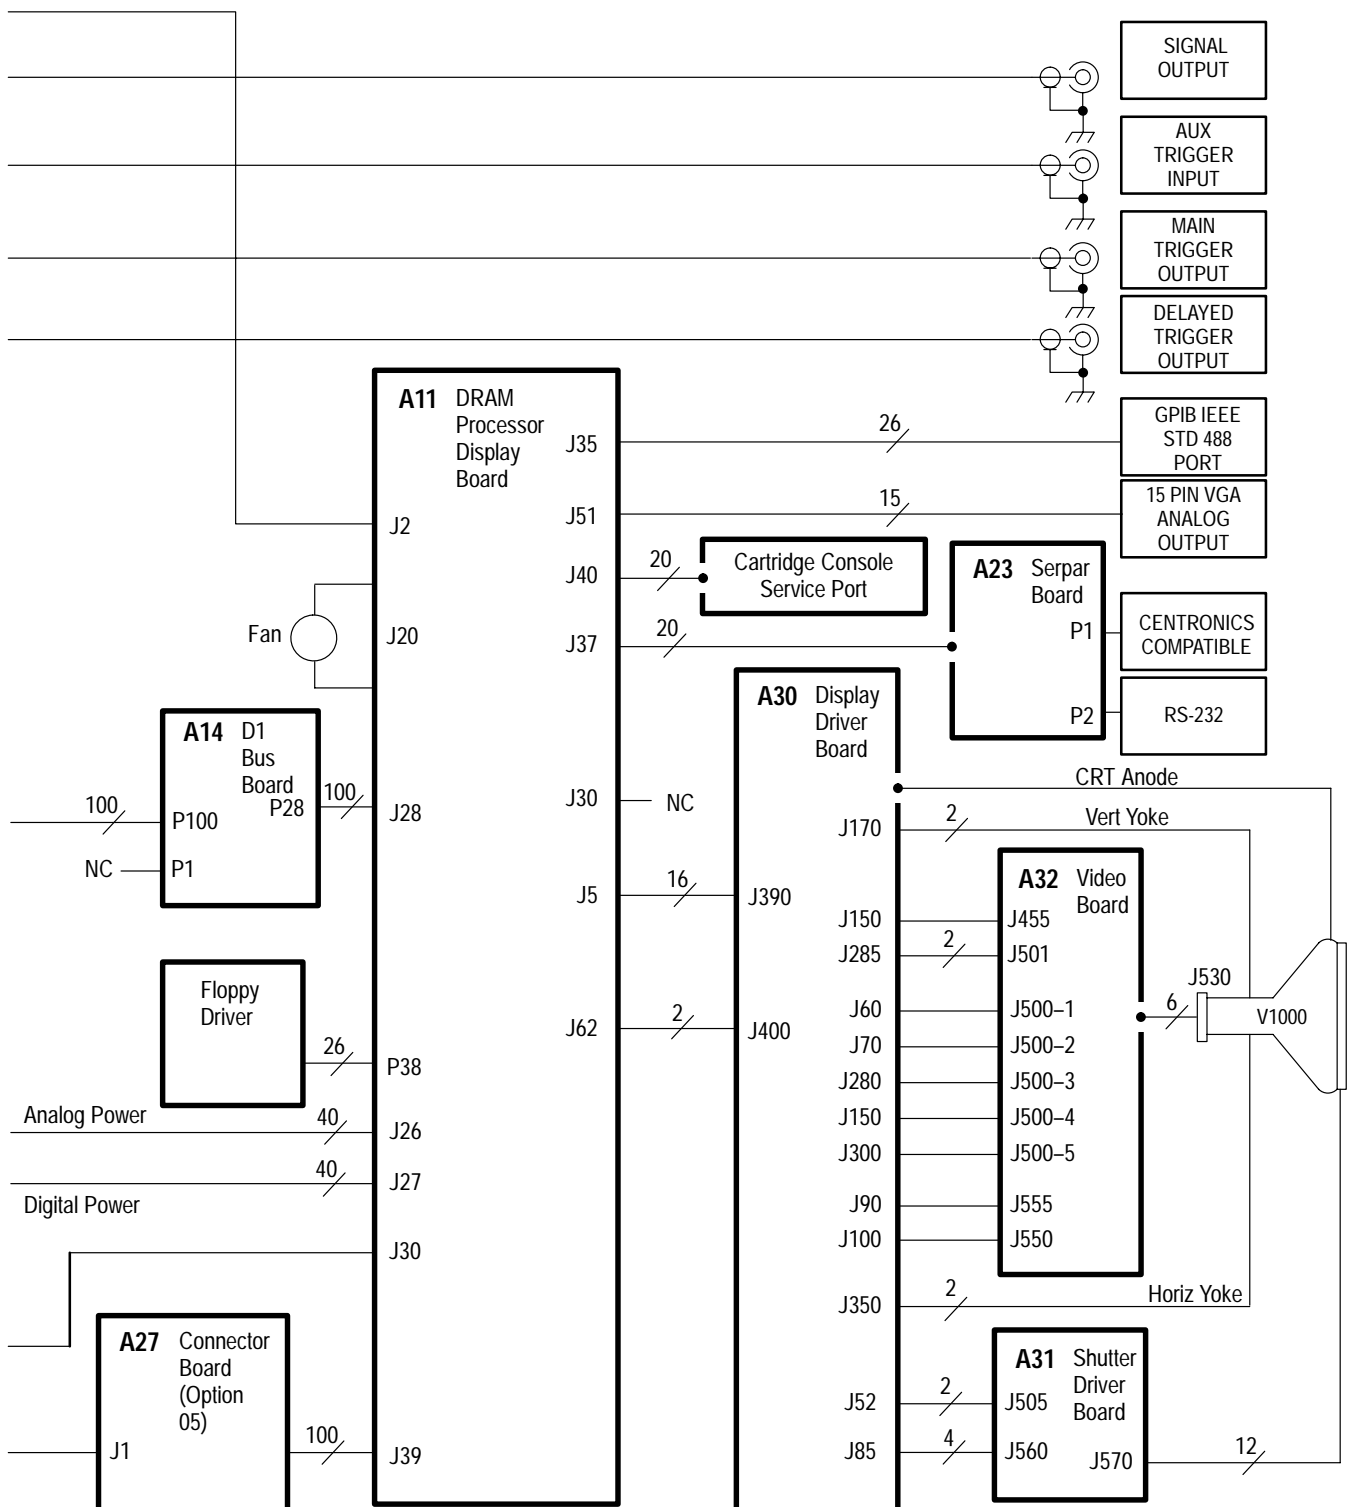 SIGNAL
OUTPUT
AUX
TRIGGER
INPUT
MAIN
TRIGGER
OUTPUT
DELAYED
TRIGGER
OUTPUT
GPIB IEEE
STD 488
PORT
15 PIN VGA
ANALOG
OUTPUT
A11 DRAM
Processor
Display
Board
J35
26
J51
15
J2
J40
20
Cartridge Console
Service Port
J20
Fan
J37
20
A23 Serpar
Board
P1
P2
CENTRONICS
COMPATIBLE
RS-232
A14 D1
Bus
Board
P28
100
J28
100
P100
NC
P1
J30
NC
J5
16
J390
A30 Display
Driver
Board
CRT Anode
J170
2
Vert Yoke
A32 Video
Board
J150
J455
J285
2
J501
J60
J500–1
J70
J500–2
J280
J500–3
J150
J500–4
J300
J500–5
J90
J555
J100
J550
J530
6
V1000
Floppy
Driver
26
P38
J62
2
J400
Analog Power
40
J26
40
J27
Digital Power
J30
J350
2
Horiz Yoke
A27 Connector
Board
(Option
05)
J1
100
J39
A31 Shutter
Driver
Board
J52
2
J505
J85
4
J560
J570
12